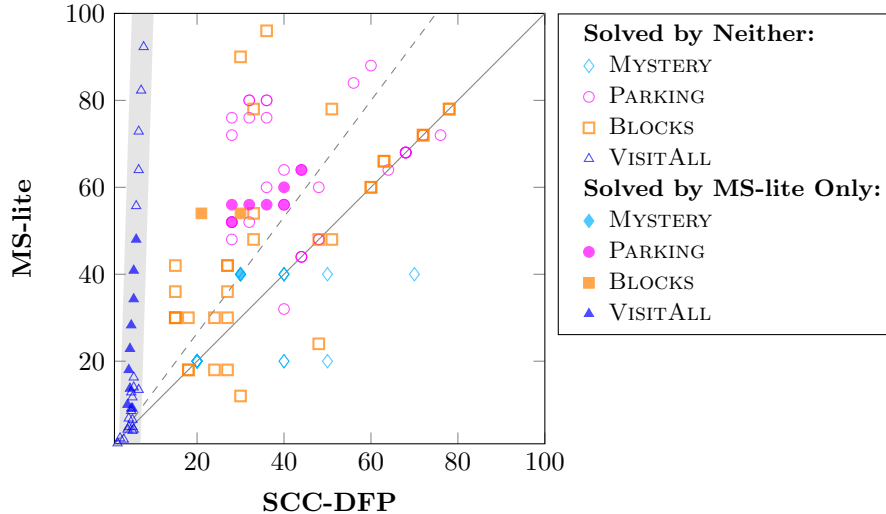 100
80
60
40
20
20
40
60
80
100
MS-lite
SCC-DFP
Solved by Neither:
MYSTERY
PARKING
BLOCKS
VISITALL
Solved by MS-lite Only:
MYSTERY
PARKING
BLOCKS
VISITALL